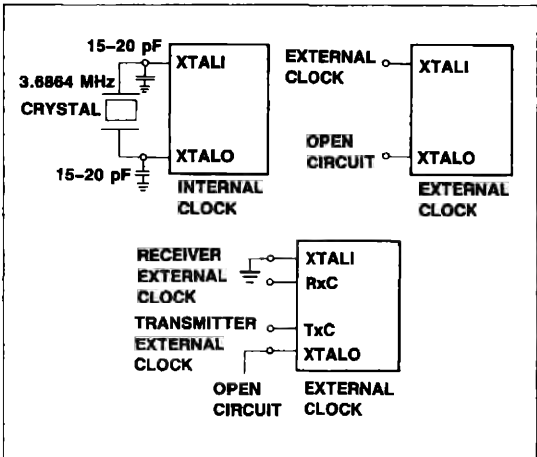 15–20 pF
XTALI
3.6864 MHz
CRYSTAL
XTALO
15–20 pF
INTERNAL
CLOCK
EXTERNAL
CLOCK
XTALI
OPEN
CIRCUIT
XTALO
EXTERNAL
CLOCK
RECEIVER
EXTERNAL
CLOCK
XTALI
RxC
TRANSMITTER
EXTERNAL
CLOCK
TxC
XTALO
OPEN
CIRCUIT
EXTERNAL
CLOCK